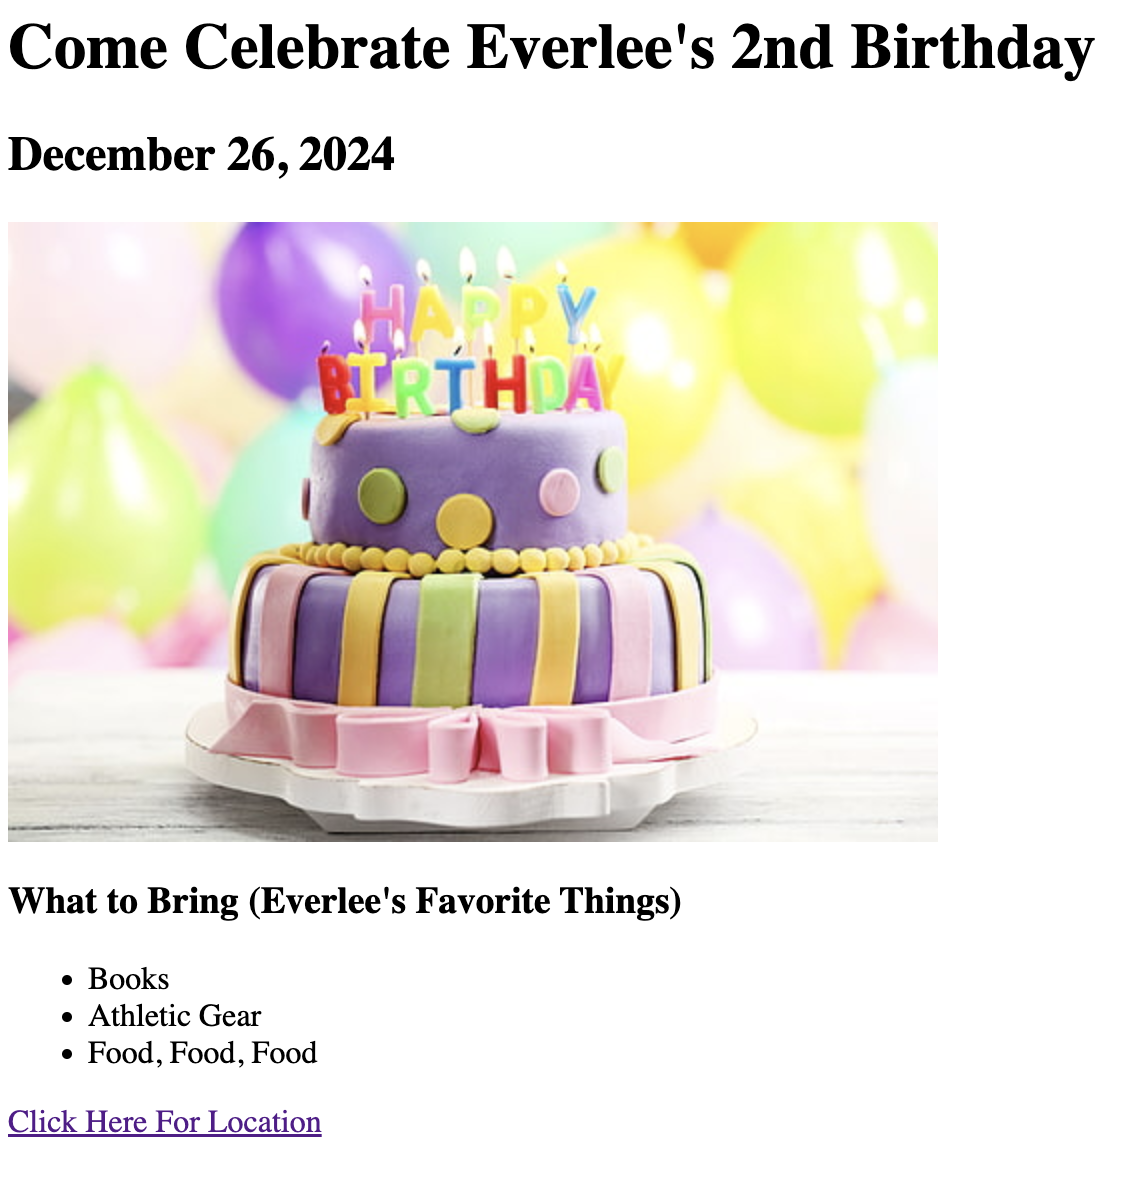 Come Celebrate Everlee's 2nd Birthday
December 26, 2024
HAPPY
BIRTHDAY
What to Bring (Everlee's Favorite Things)
Books
Athletic Gear
Food, Food, Food
Click Here For Location